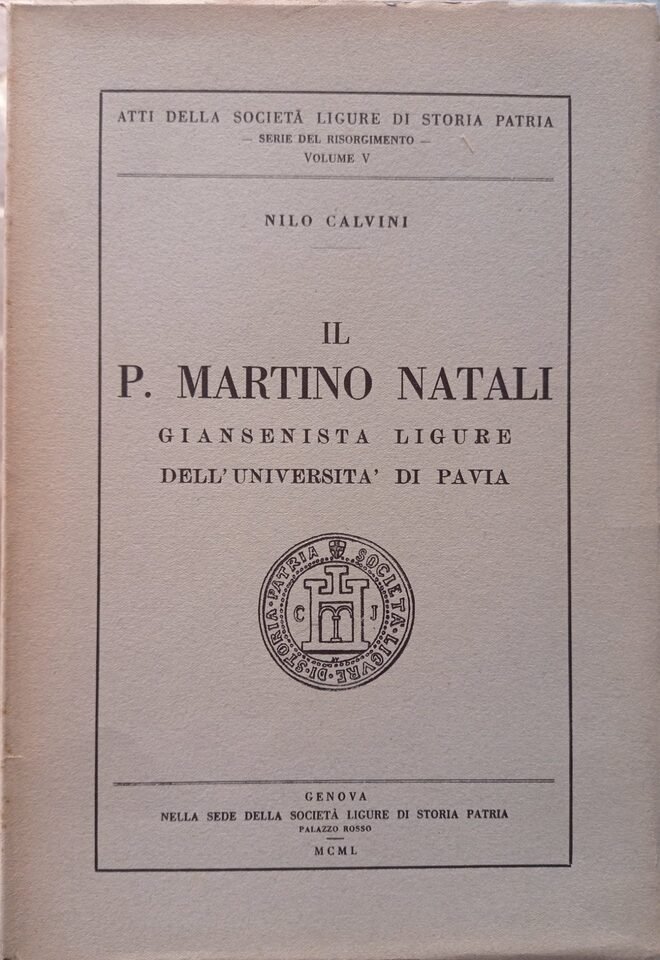 ATTI DELLA SOCIETÀ LIGURE DI STORIA PATRIA
— SERIE DEL RISORGIMENTO —
VOLUME V
NILO CALVINI
IL
P. MARTINO NATALI
GIANSENISTA LIGURE
DELL'UNIVERSITA' DI PAVIA
SOCIETÀ·LIGVRE·DI·STORIA·PATRIA
C J
GENOVA
NELLA SEDE DELLA SOCIETÀ LIGURE DI STORIA PATRIA
PALAZZO ROSSO
MCML